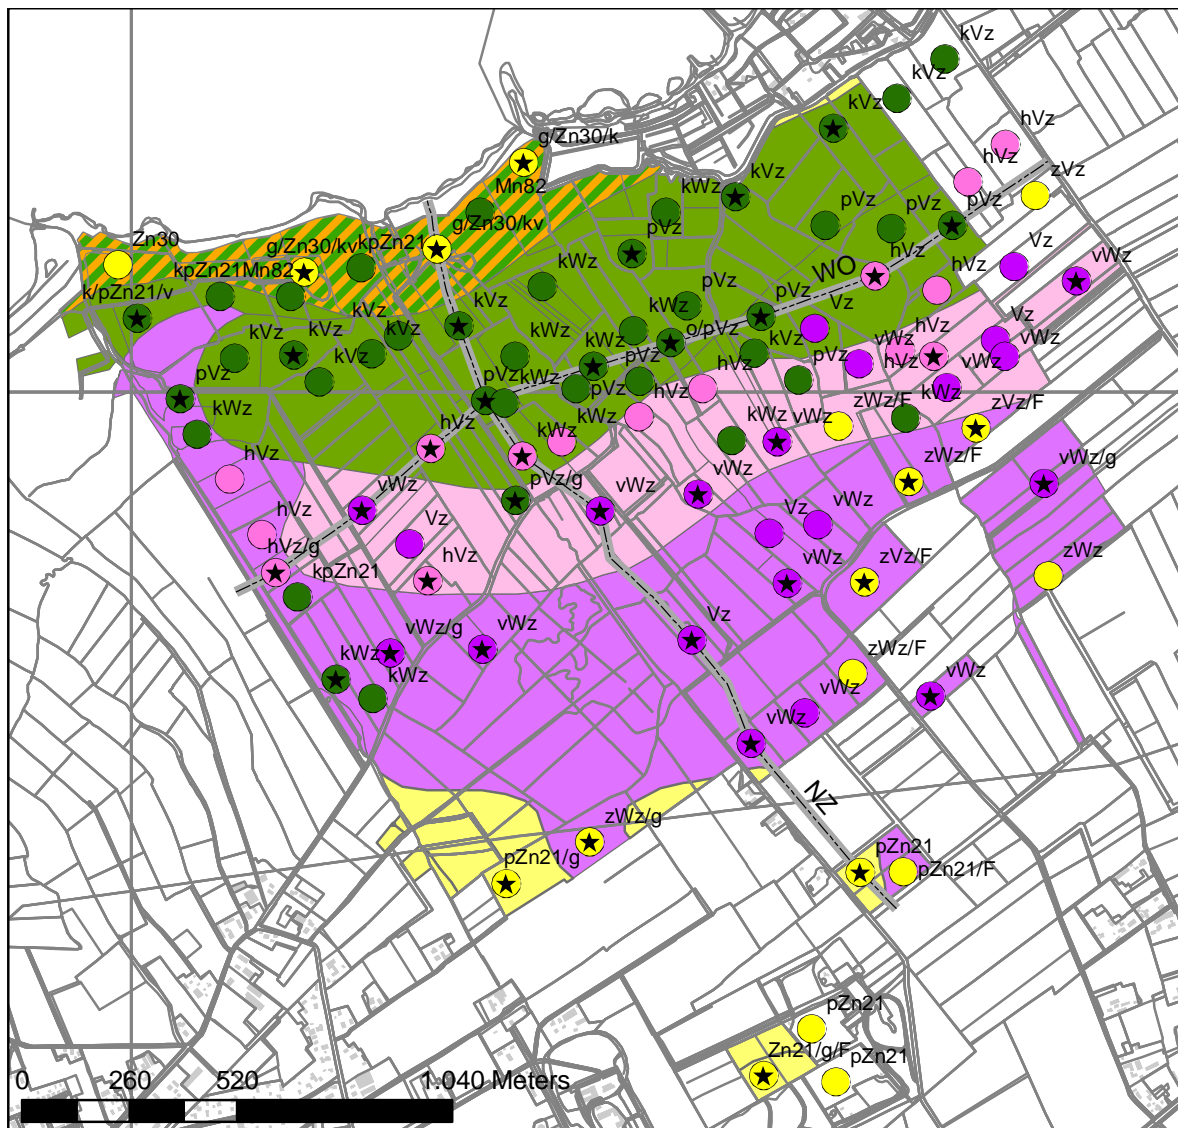 kVz
kVz
kVz
g/Zn30/k
hVz
hVz
Mn82
kWz
kVz
zVz
g/Zn30/kv
pVz
pVz
pVz
pVz
Zn30
g/Zn30/kv
kpZn21
Vz
vWz
kpZn21
Mn82
kWz
hVz
hVz
WO
k/pZn21/v
kVz
kVz
kWz
pVz
pVz
Vz
kVz
kVz
kWz
kWz
o/pVz
kVz
vWz
hVz
Vz
pVz
kVz
pVz
kWz
pVz
hVz
pVz
hVz
vWz
vWz
kWz
pVz
hVz
kWz
hVz
kWz
kWz
kWz
vWz
zWz/F
zVz/F
hVz
pVz/g
vWz
vWz
zWz/F
vWz/g
hVz
vWz
Vz
Vz
vWz
hVz/g
kpZn21
hVz
vWz
zVz/F
zWz
kWz
vWz/g
vWz
Vz
zWz/F
kWz
vWz
vWz
vWz
NZ
zWz/g
pZn21/g
pZn21
pZn21/F
pZn21
Zn21/g/F
pZn21
0 260 520 1.040 Meters